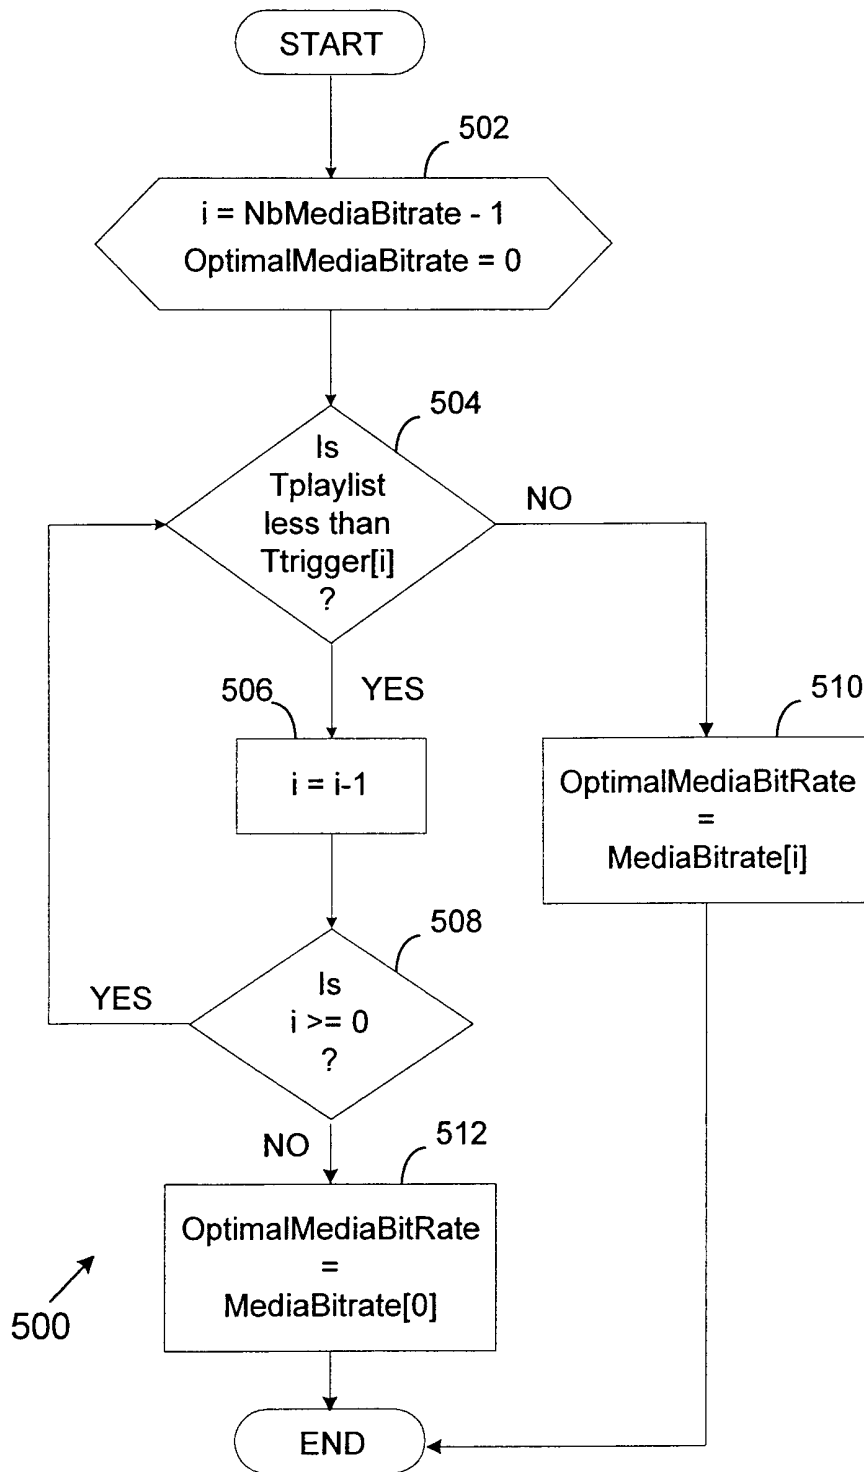 START
502
i = NbMediaBitrate - 1
OptimalMediaBitrate = 0
504
Is
Tplaylist
less than
Ttrigger[i]
?
NO
YES
506
i = i-1
510
OptimalMediaBitRate
=
MediaBitrate[i]
508
Is
i >= 0
?
YES
NO
512
OptimalMediaBitRate
=
MediaBitrate[0]
500
END